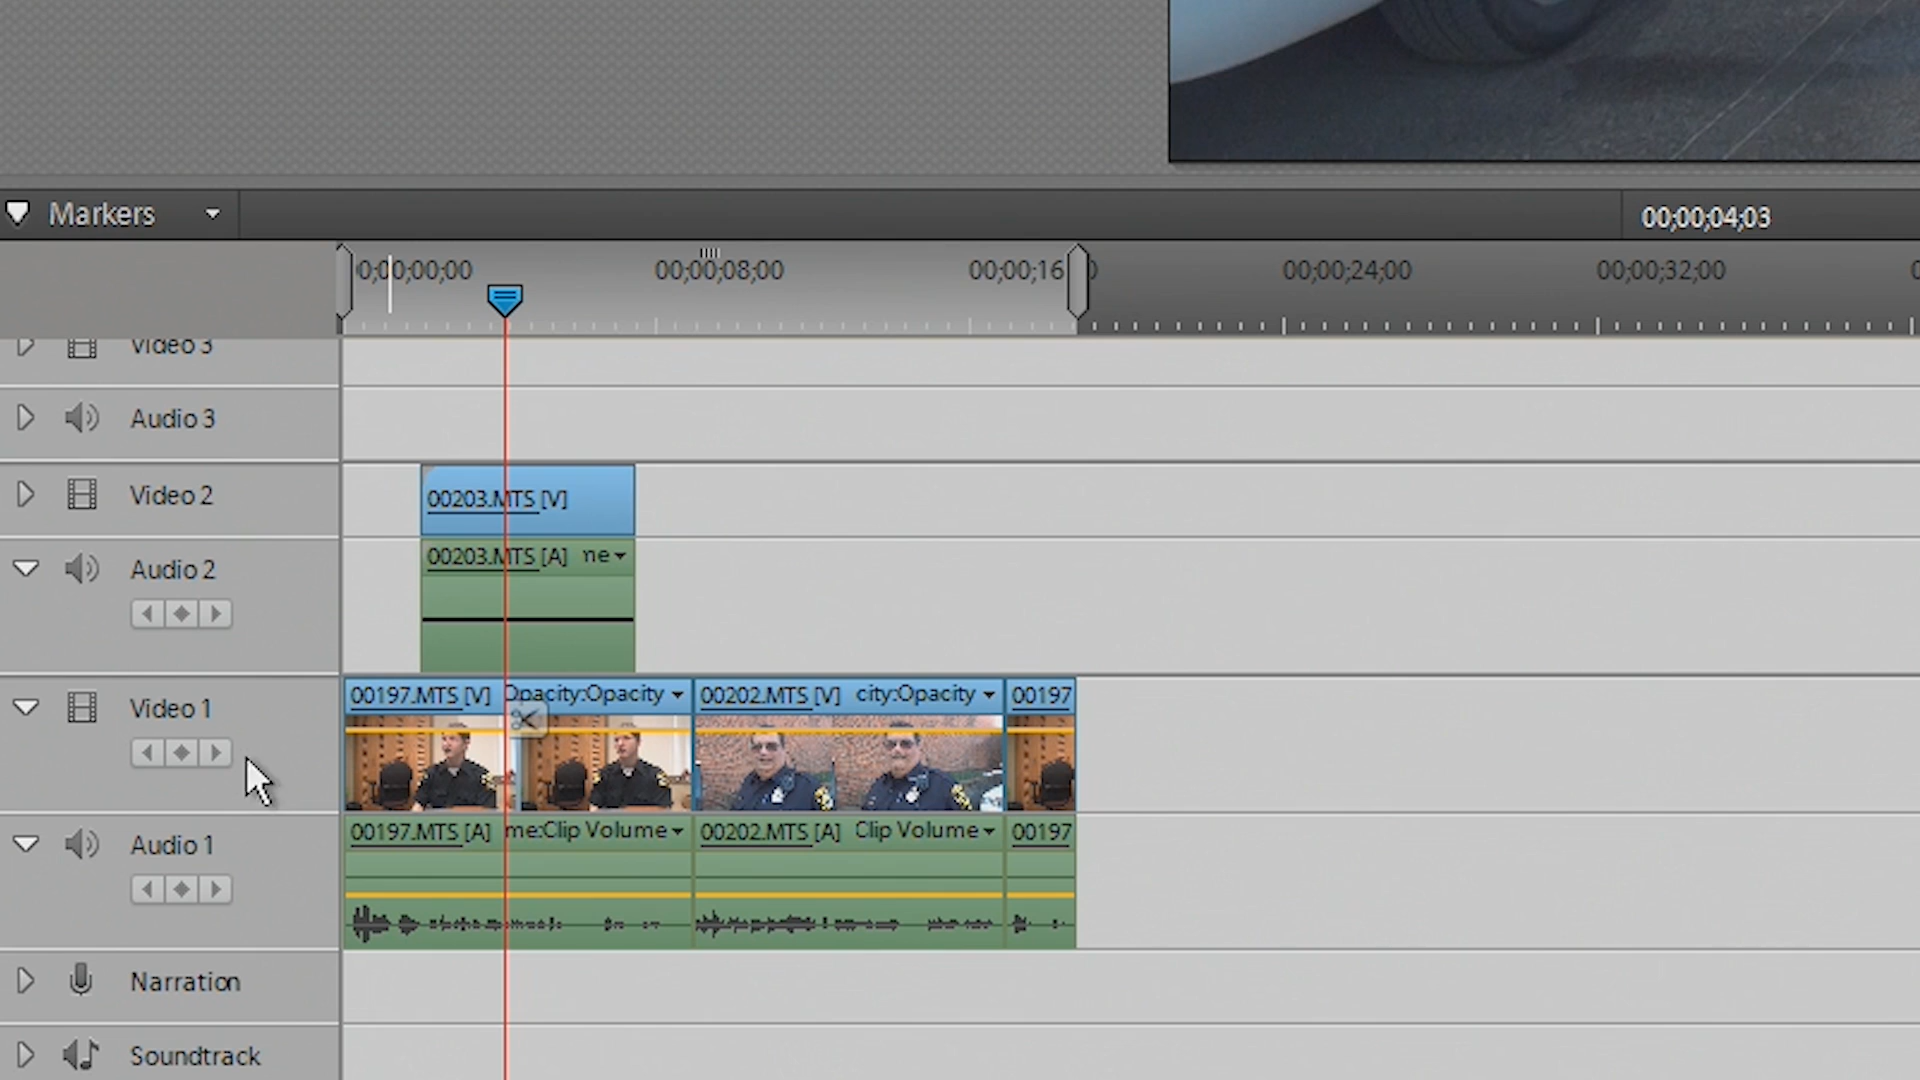 Markers
00;00;04;03
0;00;00;00 00;00;08;00 00;00;16 00;00;24;00 00;00;32;00
Video 3
Audio 3
Video 2
00203.MTS [V]
Audio 2
00203.MTS [A] ne
Video 1
00197.MTS [V] Opacity:Opacity 00202.MTS [V] city:Opacity 00197
Audio 1
00197.MTS [A] me:Clip Volume 00202.MTS [A] Clip Volume 00197
Narration
Soundtrack